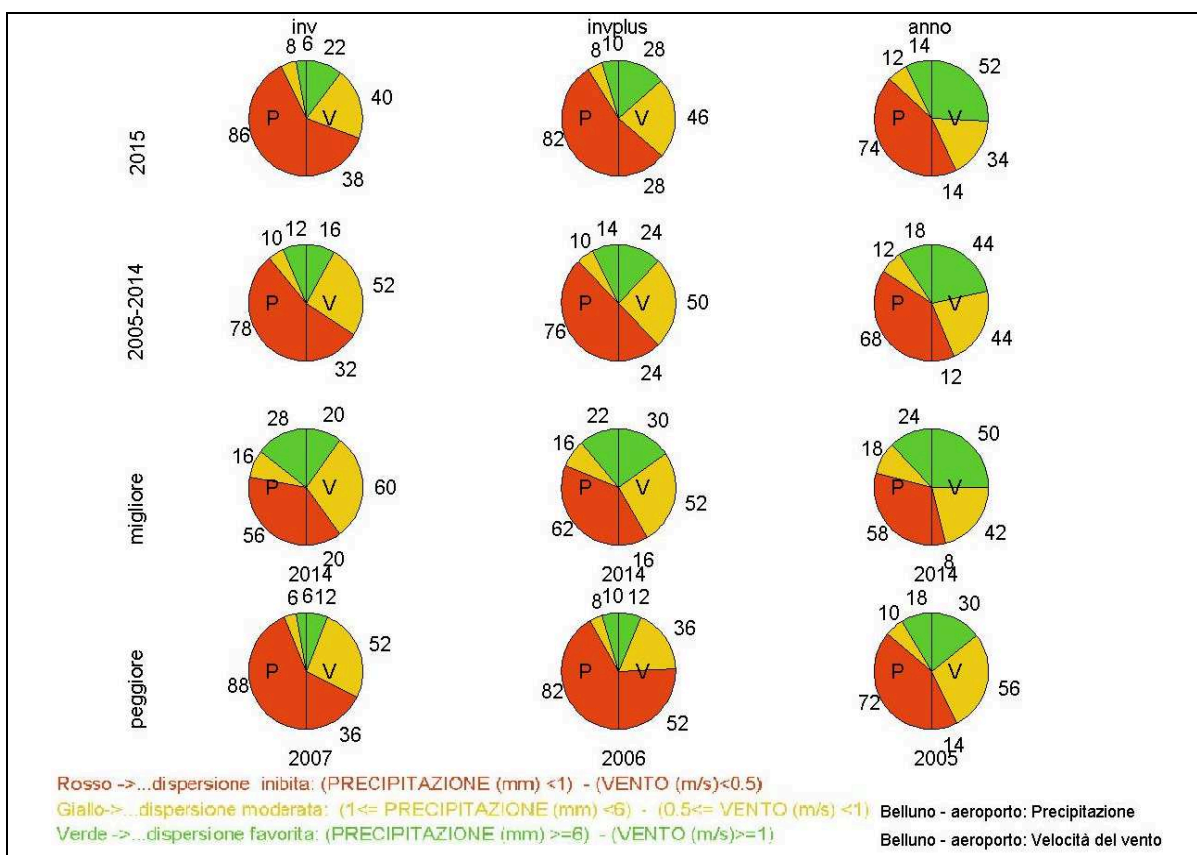 inv invplus anno
8 6 22 8 10 28 12 14 52
P V 40 P V 46 P V
86 82 74 34
38 28 14
2015
10 12 16 10 14 24 12 18 44
P V 52 P V 50 P V
78 76 68 44
32 24 12
2005-2014
28 20 22 30 24 50
16 16 18
P V 60 P V 52 P V
56 62 58 42
20 16 8
migliore
2014 2014 2014
6 6 12 8 10 12 10 18 30
52 36
P V P V P V 56
88 82 72
36 52 14
peggiore
2007 2006 2005
Rosso ->...dispersione inibita: (PRECIPITAZIONE (mm) <1) - (VENTO (m/s)<0.5)
Giallo->...dispersione moderata: (1<= PRECIPITAZIONE (mm) <6) - (0.5<= VENTO (m/s) <1)
Belluno - aeroporto: Precipitazione
Verde ->...dispersione favorita: (PRECIPITAZIONE (mm) >=6) - (VENTO (m/s)>=1)
Belluno - aeroporto: Velocità del vento